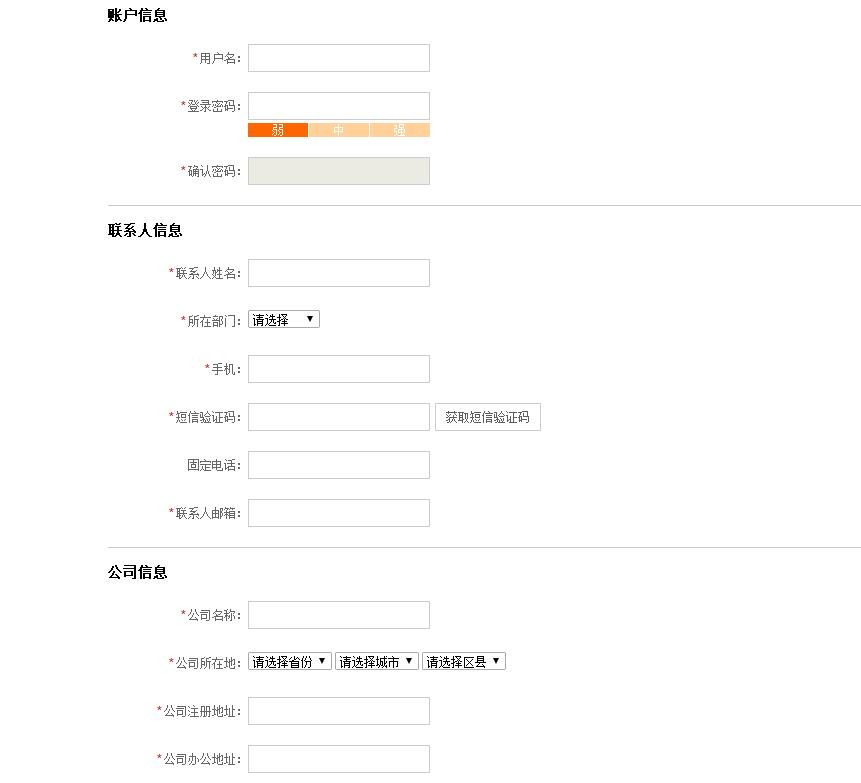 账户信息
*用户名：
*登录密码：
弱 中 强
*确认密码：
联系人信息
*联系人姓名：
*所在部门： 请选择
*手机：
*短信验证码： 获取短信验证码
固定电话：
*联系人邮箱：
公司信息
*公司名称：
*公司所在地： 请选择省份 请选择城市 请选择区县
*公司注册地址：
*公司办公地址：